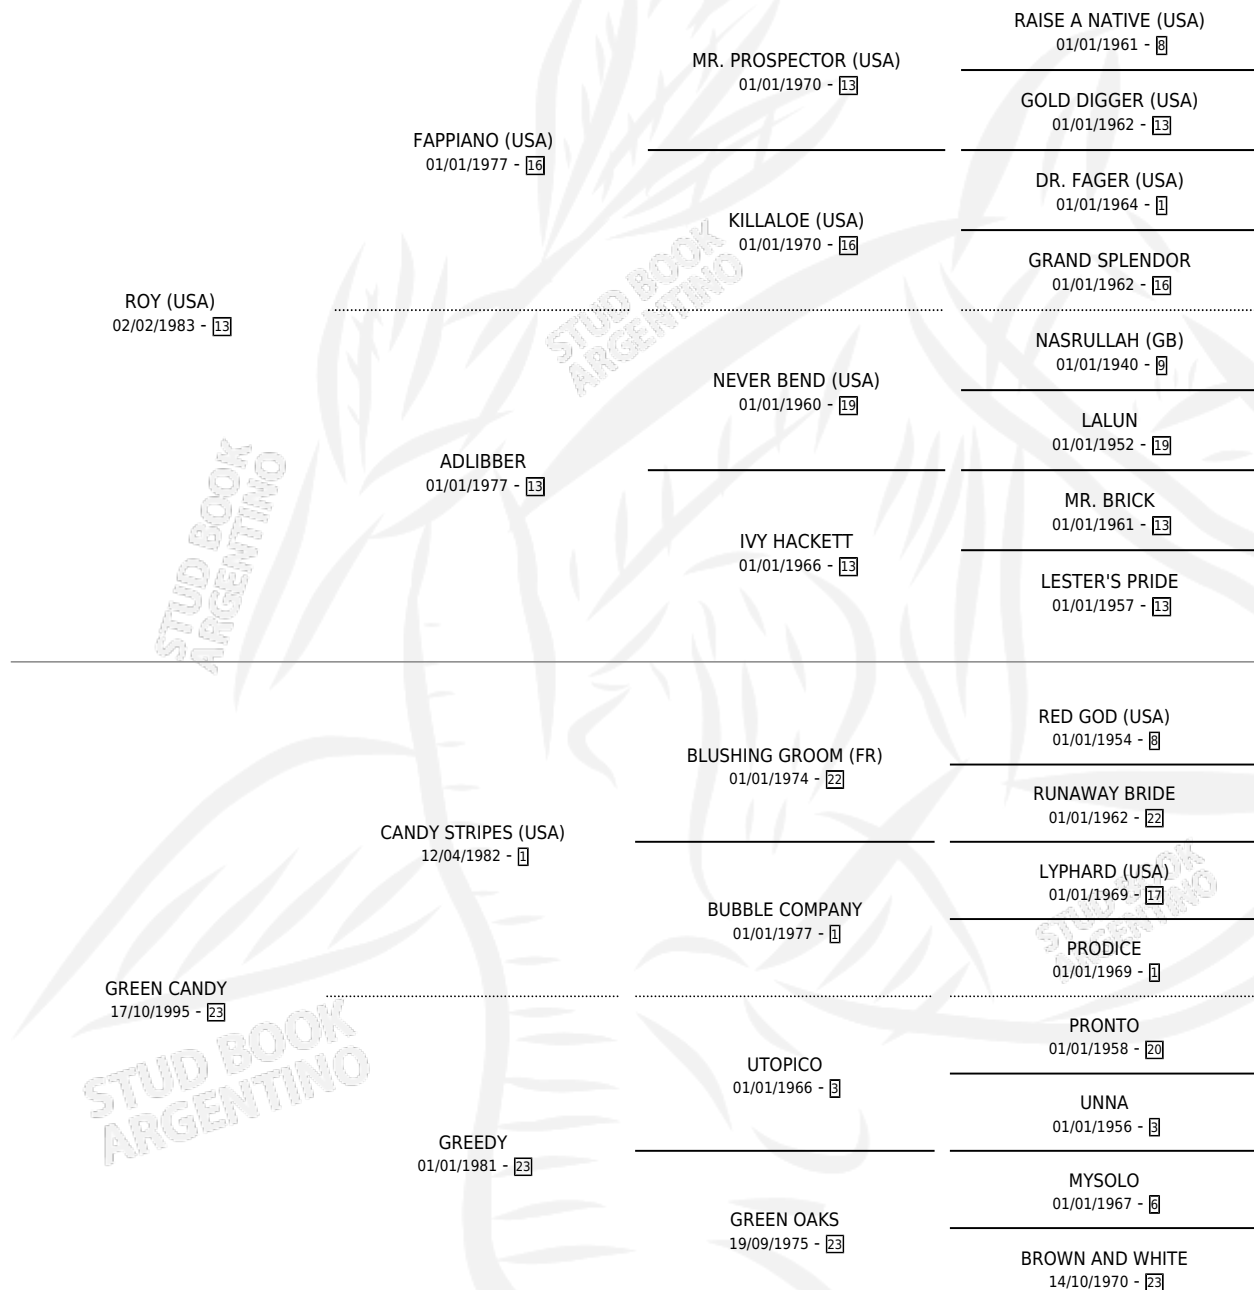 RAISE A NATIVE (USA)
01/01/1961 - 8
MR. PROSPECTOR (USA)
01/01/1970 - 13
GOLD DIGGER (USA)
01/01/1962 - 13
FAPPIANO (USA)
01/01/1977 - 16
DR. FAGER (USA)
01/01/1964 - 1
KILLALOE (USA)
01/01/1970 - 16
GRAND SPLENDOR
01/01/1962 - 16
ROY (USA)
02/02/1983 - 13
STUD BOOK
ARGENTINO
NASRULLAH (GB)
01/01/1940 - 9
NEVER BEND (USA)
01/01/1960 - 19
LALUN
01/01/1952 - 19
ADLIBBER
01/01/1977 - 13
MR. BRICK
01/01/1961 - 13
IVY HACKETT
01/01/1966 - 13
LESTER'S PRIDE
01/01/1957 - 13
STUD BOOK
ARGENTINO
RED GOD (USA)
01/01/1954 - 8
BLUSHING GROOM (FR)
01/01/1974 - 22
RUNAWAY BRIDE
01/01/1962 - 22
CANDY STRIPES (USA)
12/04/1982 - 1
LYPHARD (USA)
01/01/1969 - 17
BUBBLE COMPANY
01/01/1977 - 1
STUD BOOK
ARGENTINO
PRODICE
01/01/1969 - 1
GREEN CANDY
17/10/1995 - 23
STUD BOOK
ARGENTINO
PRONTO
01/01/1958 - 20
UTOPICO
01/01/1966 - 3
UNNA
01/01/1956 - 3
GREEDY
01/01/1981 - 23
MYSOLO
01/01/1967 - 6
GREEN OAKS
19/09/1975 - 23
BROWN AND WHITE
14/10/1970 - 23